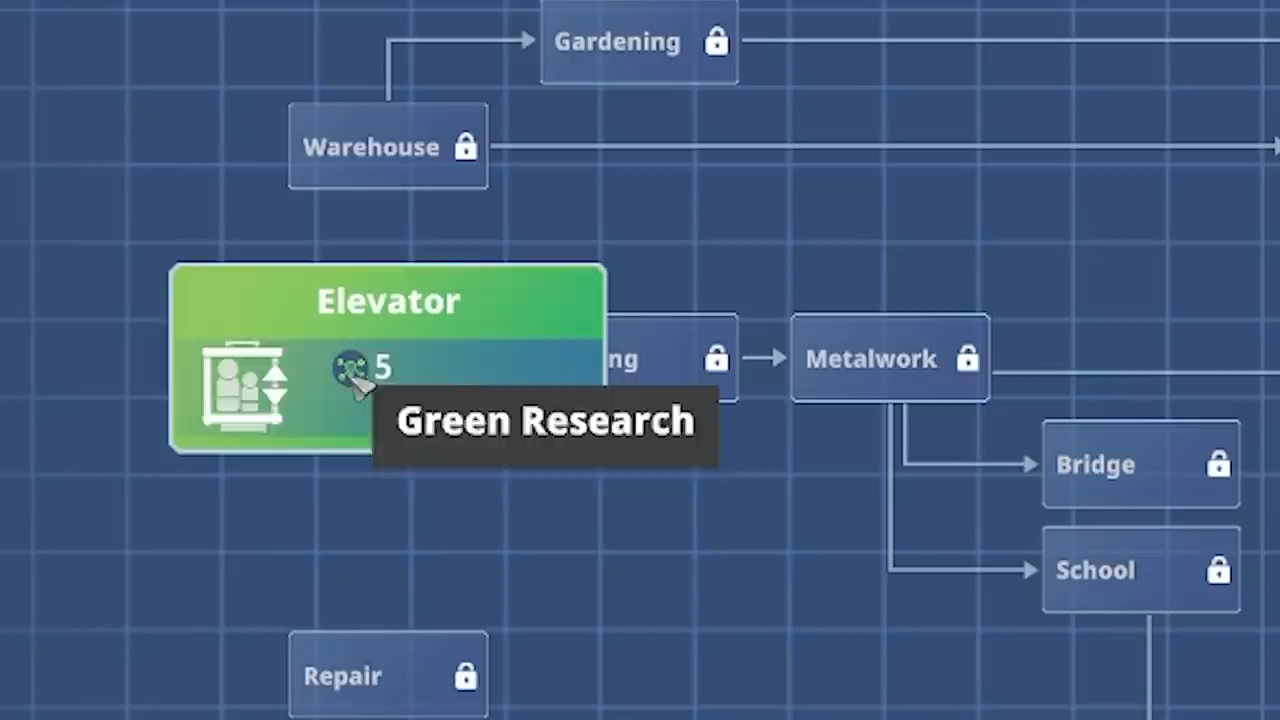 Gardening
Warehouse
Elevator
5
ng
Metalwork
Green Research
Bridge
School
Repair